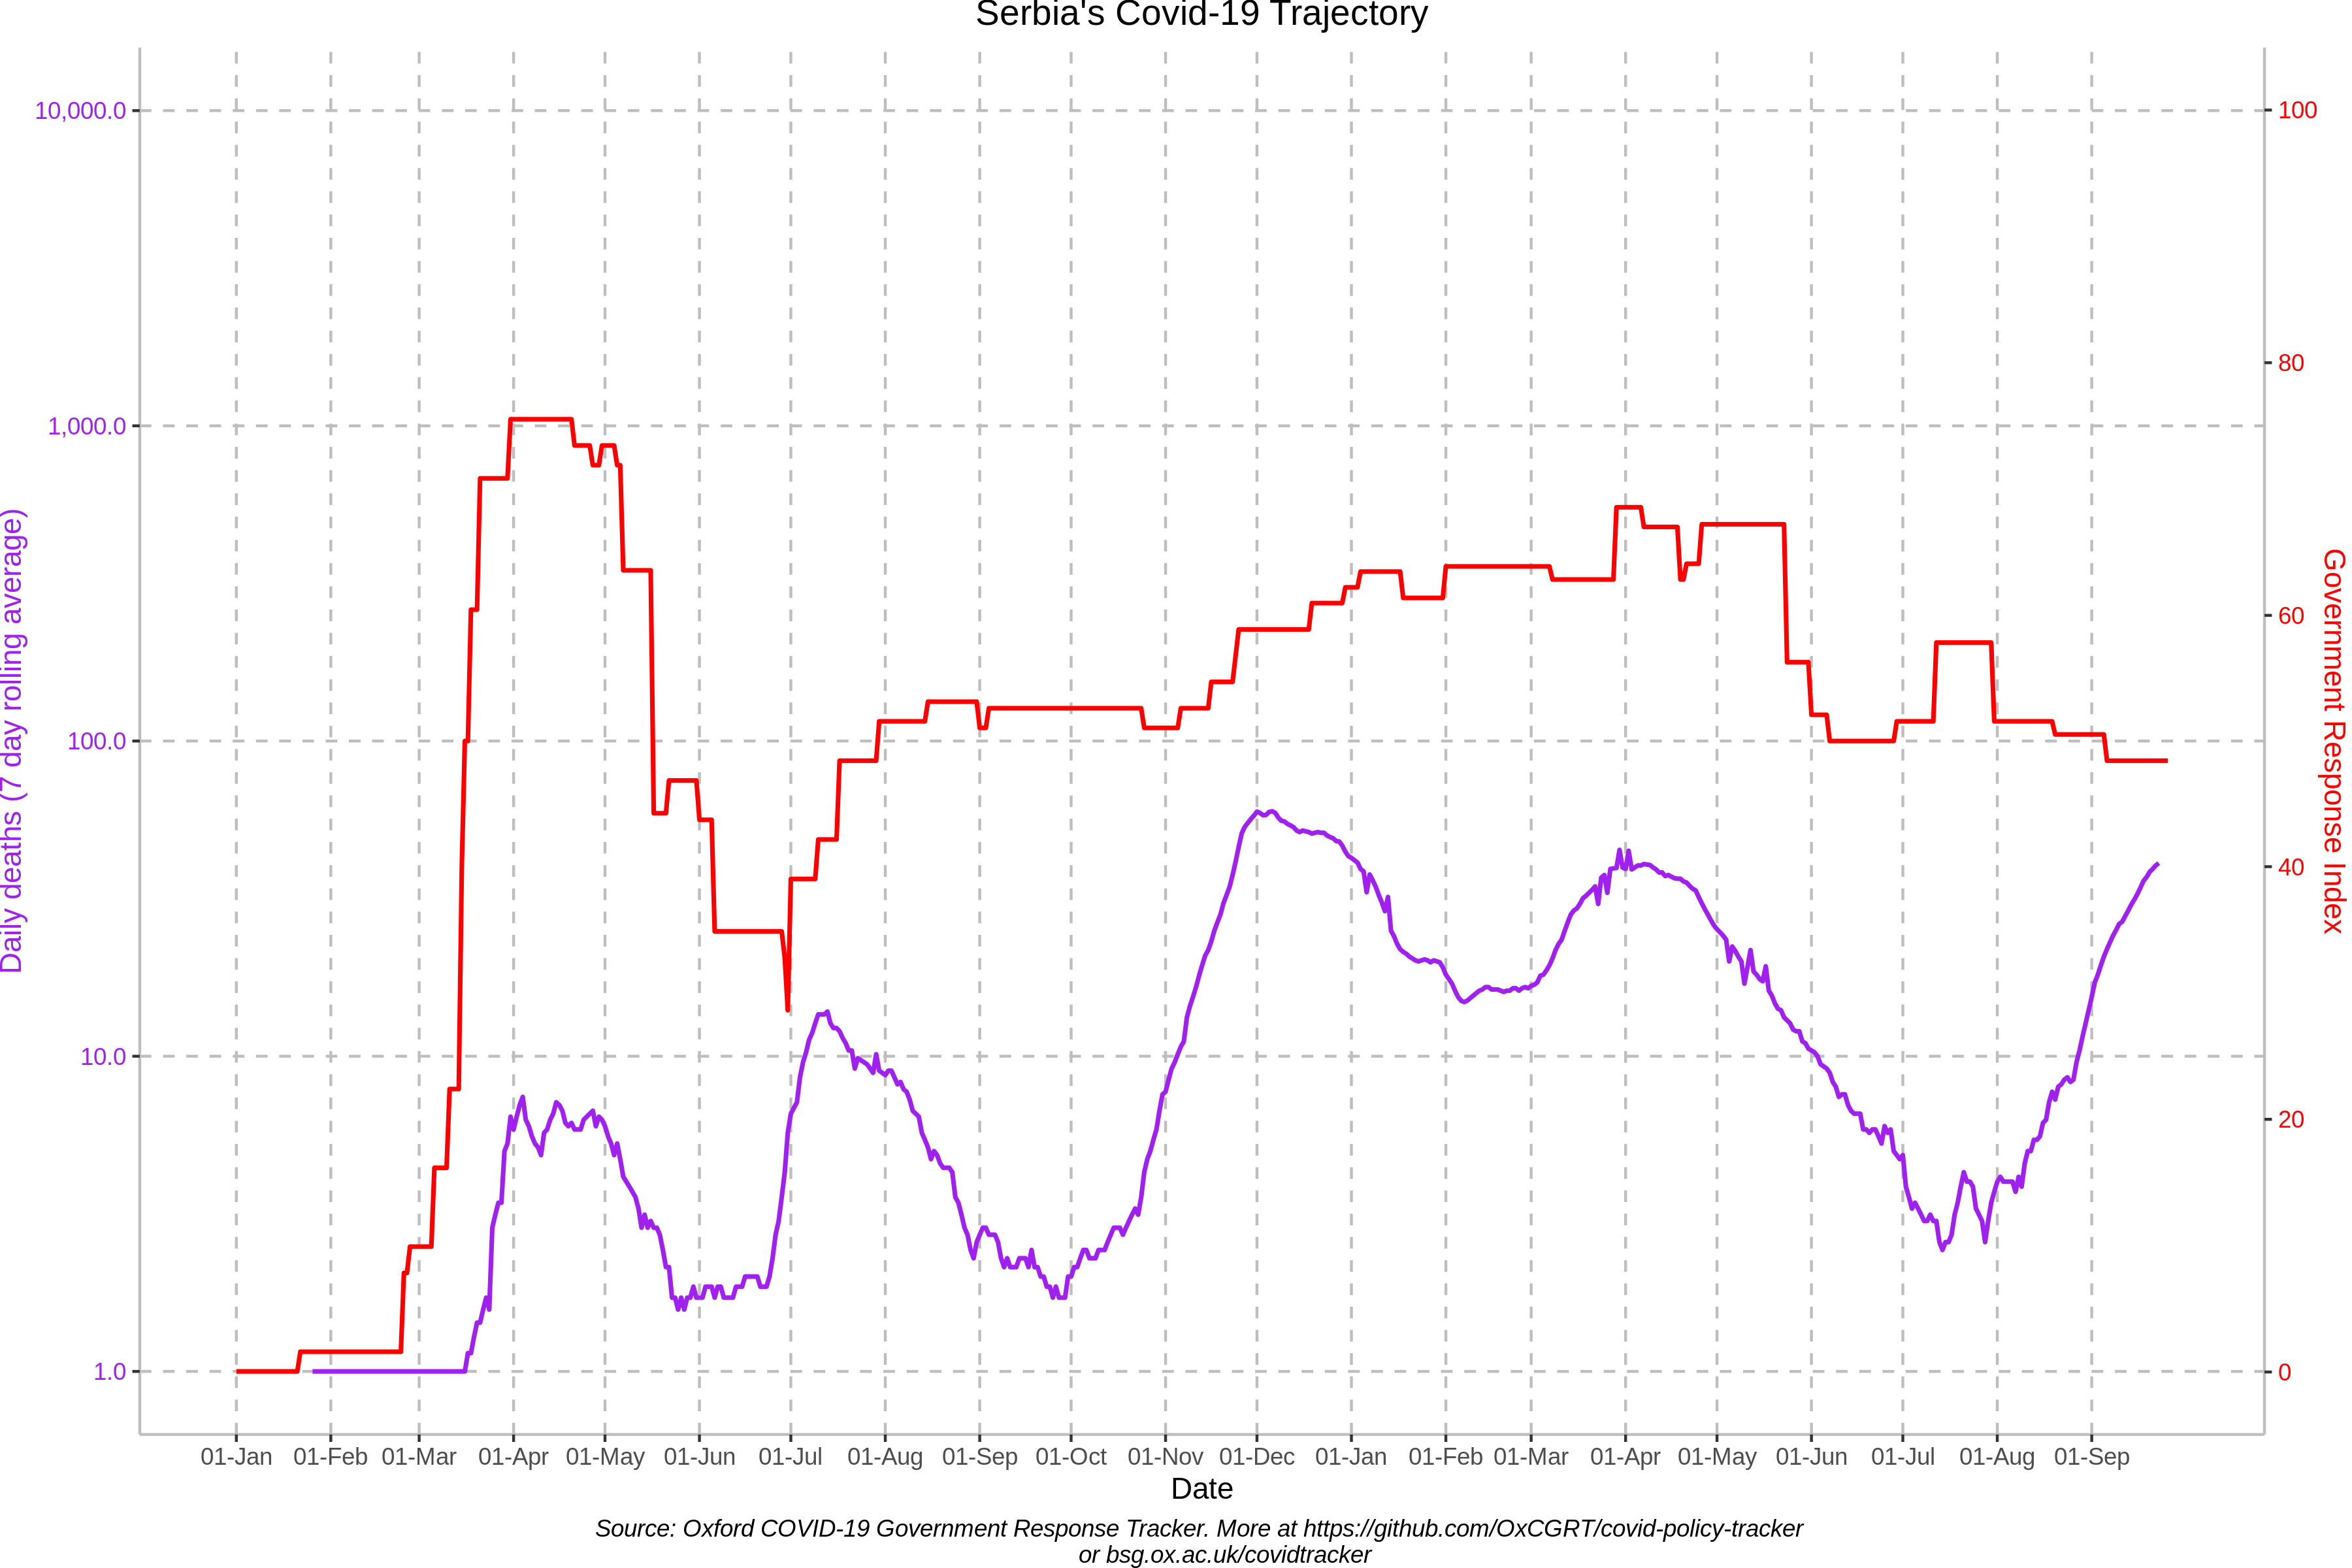 Serbia's Covid-19 Trajectory
10,000.0
1,000.0
100.0
10.0
1.0
Daily deaths (7 day rolling average)
100
80
60
40
20
0
Government Response Index
01-Jan 01-Feb 01-Mar 01-Apr 01-May 01-Jun 01-Jul 01-Aug 01-Sep 01-Oct 01-Nov 01-Dec 01-Jan 01-Feb 01-Mar 01-Apr 01-May 01-Jun 01-Jul 01-Aug 01-Sep
Date
Source: Oxford COVID-19 Government Response Tracker. More at https://github.com/OxCGRT/covid-policy-tracker
or bsg.ox.ac.uk/covidtracker